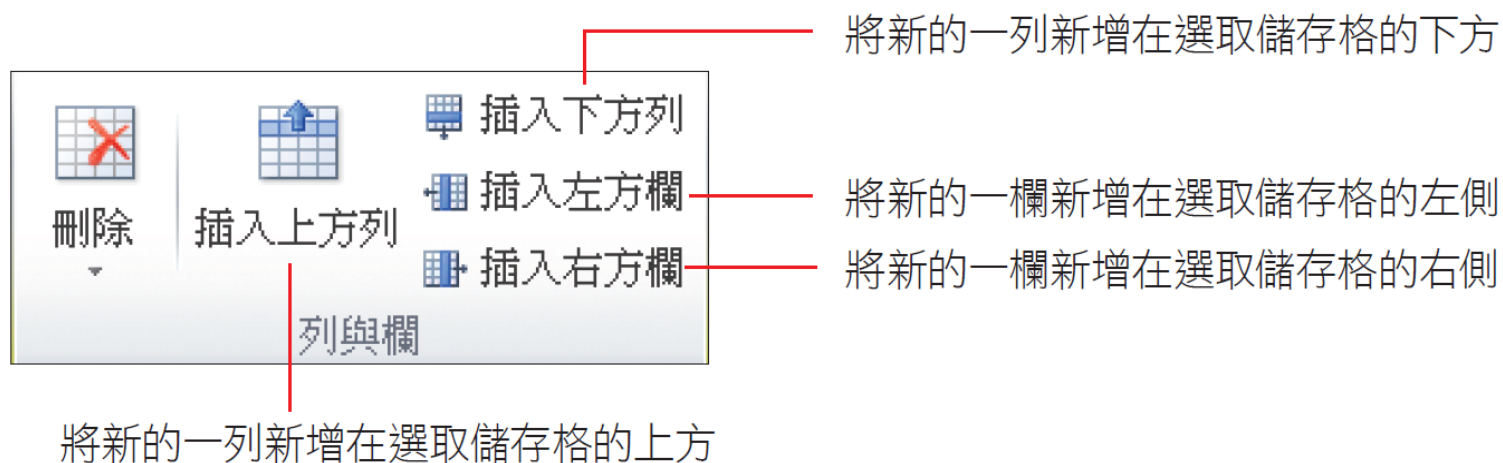 將新的一列新增在選取儲存格的下方
插入下方列
插入左方欄
將新的一欄新增在選取儲存格的左側
刪除
插入上方列
插入右方欄
將新的一欄新增在選取儲存格的右側
列與欄
將新的一列新增在選取儲存格的上方